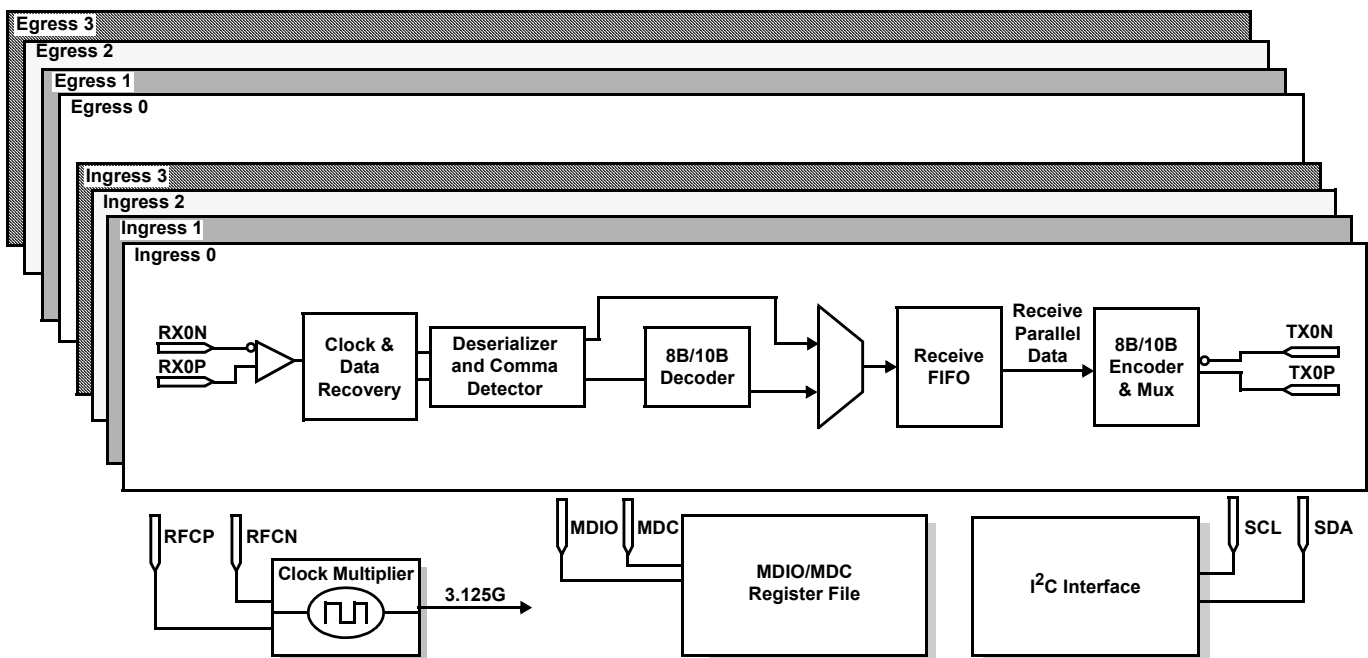 Egress 3
Egress 2
Egress 1
Egress 0
Ingress 3
Ingress 2
Ingress 1
Ingress 0
RX0N
RX0P
Clock &
Data
Recovery
Deserializer
and Comma
Detector
8B/10B
Decoder
Receive
FIFO
Receive
Parallel
Data
8B/10B
Encoder
& Mux
TX0N
TX0P
RFCP
RFCN
Clock Multiplier
3.125G
MDIO
MDC
MDIO/MDC
Register File
I²C Interface
SCL
SDA